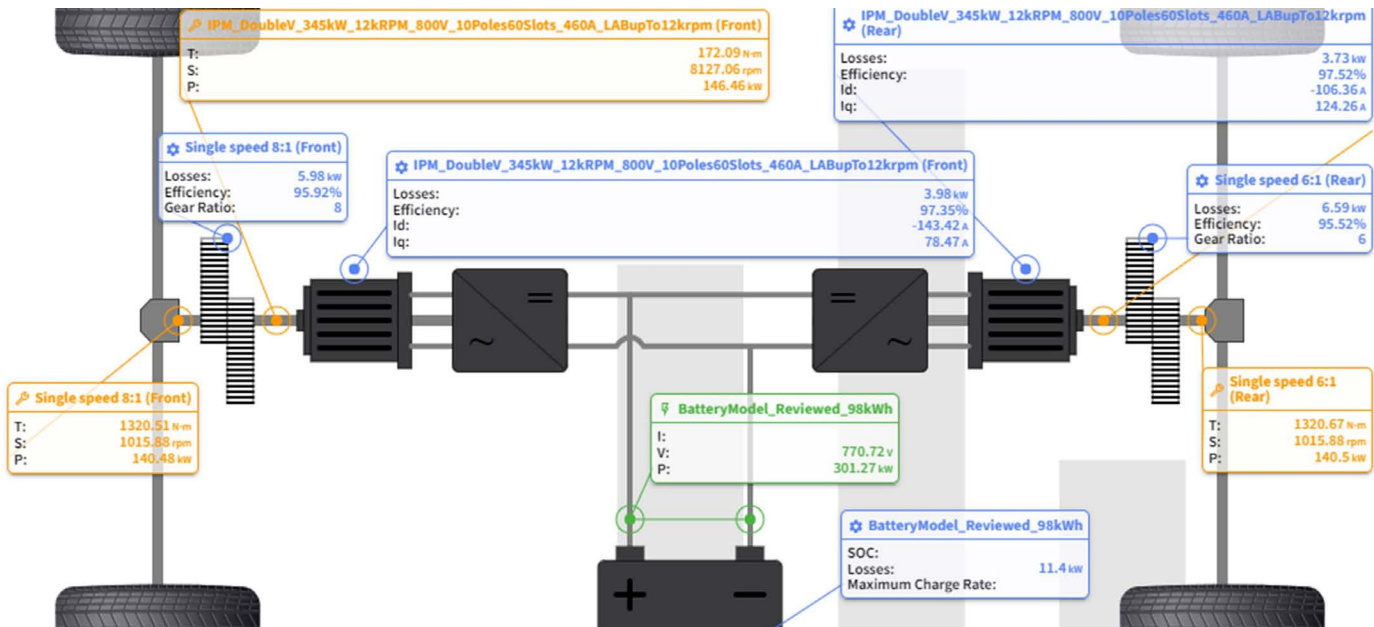 IPM_DoubleV_345kW_12kRPM_800V_10Poles60Slots_460A_LABupTo12krpm (Front)
T: 172.09 N·m
S: 8127.06 rpm
P: 146.46 kW
IPM_DoubleV_345kW_12kRPM_800V_10Poles60Slots_460A_LABupTo12krpm
(Rear)
Losses: 3.73 kW
Efficiency: 97.52%
Id: -106.36 A
Iq: 124.26 A
Single speed 8:1 (Front)
Losses: 5.98 kW
Efficiency: 95.92%
Gear Ratio: 8
IPM_DoubleV_345kW_12kRPM_800V_10Poles60Slots_460A_LABupTo12krpm (Front)
Losses: 3.98 kW
Efficiency: 97.35%
Id: -143.42 A
Iq: 78.47 A
Single speed 6:1 (Rear)
Losses: 6.59 kW
Efficiency: 95.52%
Gear Ratio: 6
Single speed 8:1 (Front)
T: 1320.51 N·m
S: 1015.88 rpm
P: 140.48 kW
BatteryModel_Reviewed_98kWh
I:
V: 770.72 V
P: 301.27 kW
Single speed 6:1
(Rear)
T: 1320.67 N·m
S: 1015.88 rpm
P: 140.5 kW
BatteryModel_Reviewed_98kWh
SOC:
Losses: 11.4 kW
Maximum Charge Rate: